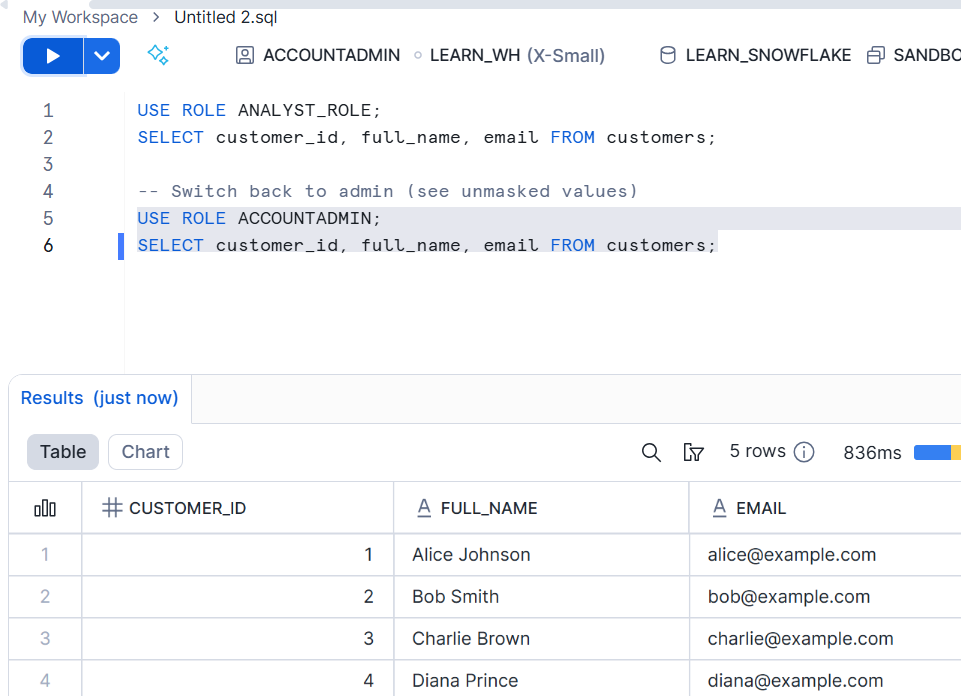 My Workspace > Untitled 2.sql
ACCOUNTADMIN LEARN_WH (X-Small) LEARN_SNOWFLAKE SANDBO
1 USE ROLE ANALYST_ROLE;
2 SELECT customer_id, full_name, email FROM customers;
3
4 -- Switch back to admin (see unmasked values)
5 USE ROLE ACCOUNTADMIN;
6 SELECT customer_id, full_name, email FROM customers;
Results (just now)
Table Chart 5 rows 836ms
# CUSTOMER_ID A FULL_NAME A EMAIL
1 1 Alice Johnson alice@example.com
2 2 Bob Smith bob@example.com
3 3 Charlie Brown charlie@example.com
4 4 Diana Prince diana@example.com